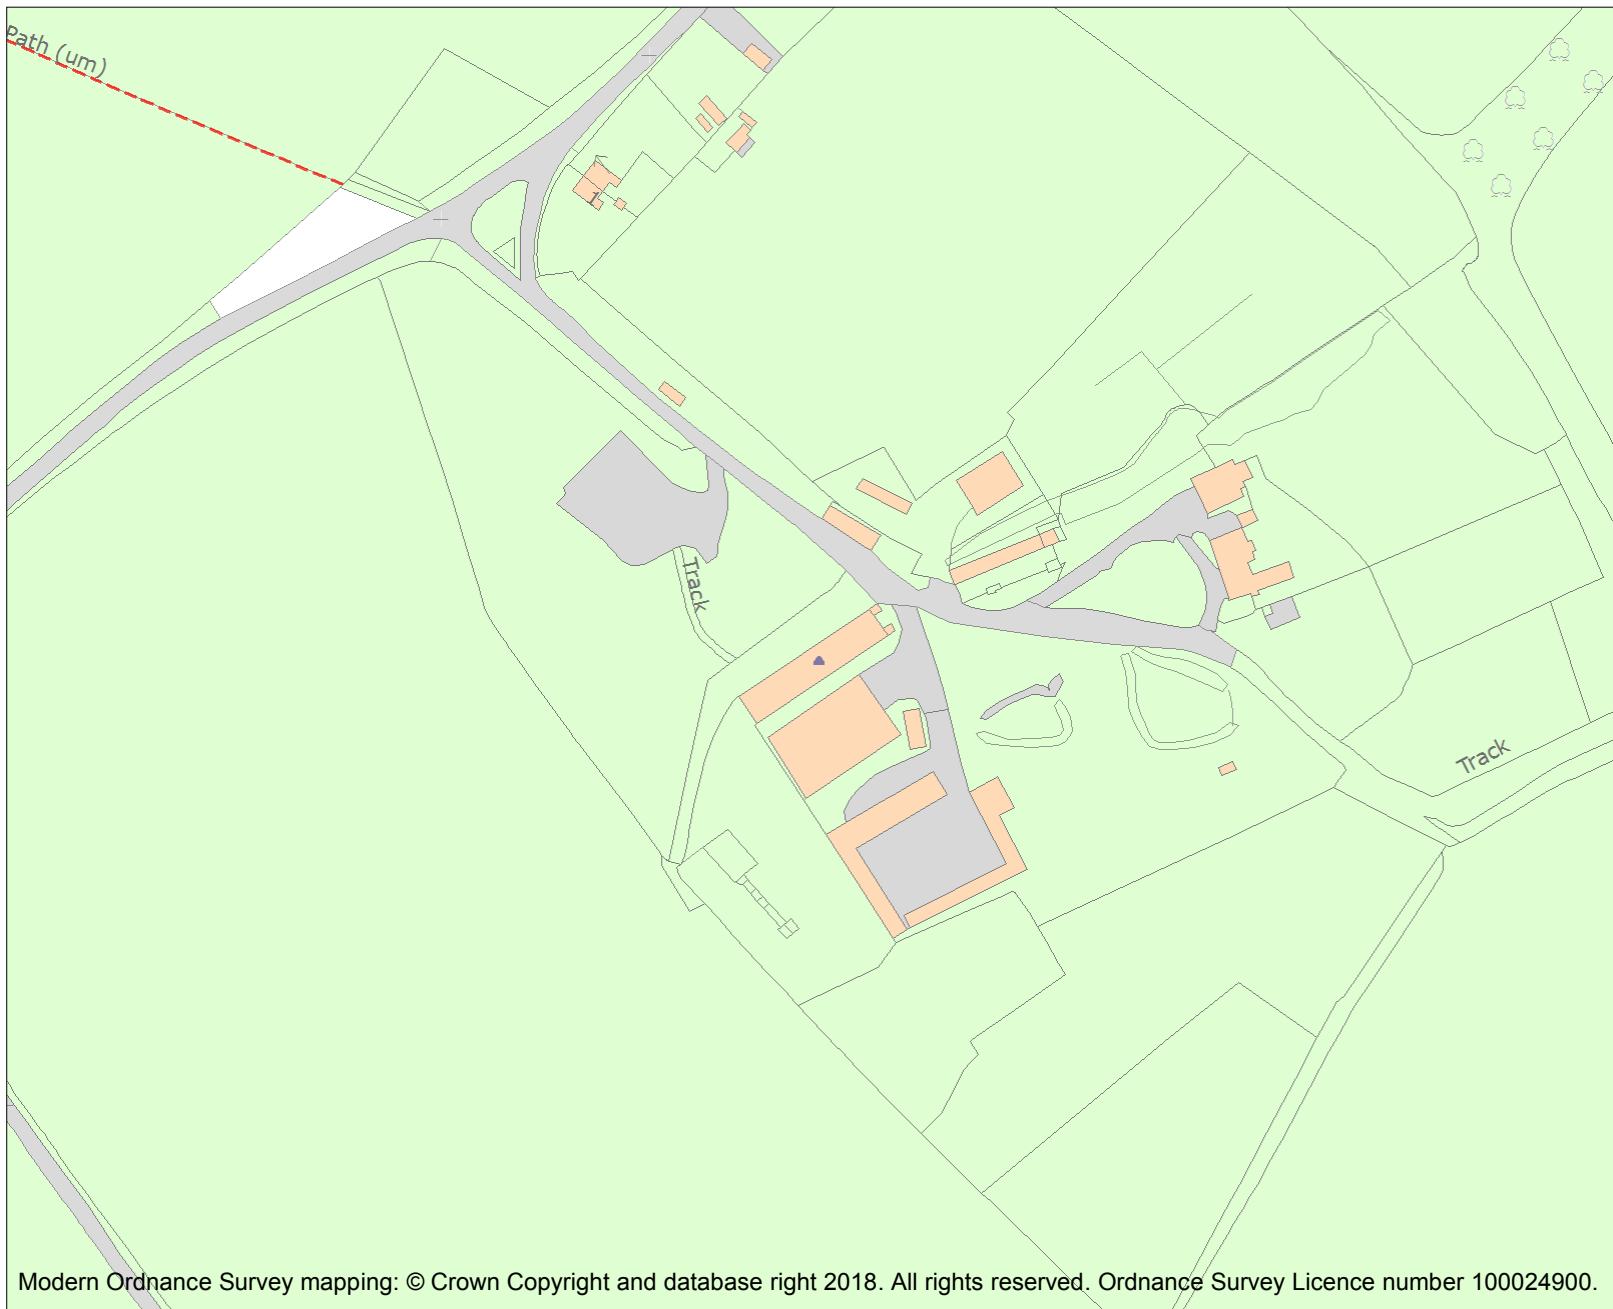 Path (um)
1
Track
Track
Modern Ordnance Survey mapping: © Crown Copyright and database right 2018. All rights reserved. Ordnance Survey Licence number 100024900.